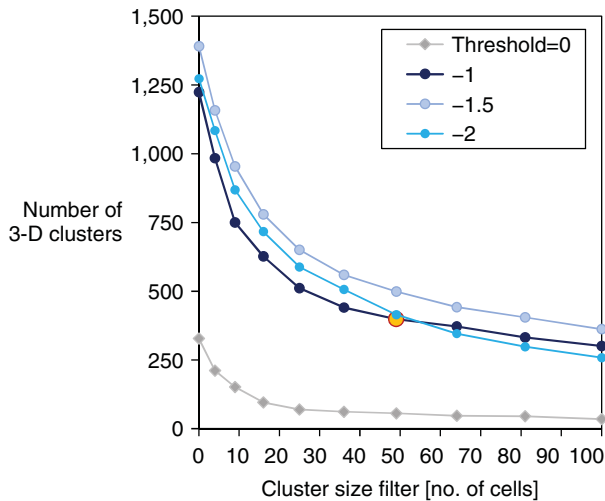 1,500
1,250
1,000
750
500
250
0
Number of
3-D clusters
Threshold=0
−1
−1.5
−2
0 10 20 30 40 50 60 70 80 90 100
Cluster size filter [no. of cells]